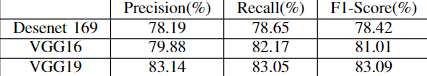 Precision(%) Recall(%) F1-Score(%)
Desenet 169 78.19 78.65 78.42
VGG16 79.88 82.17 81.01
VGG19 83.14 83.05 83.09